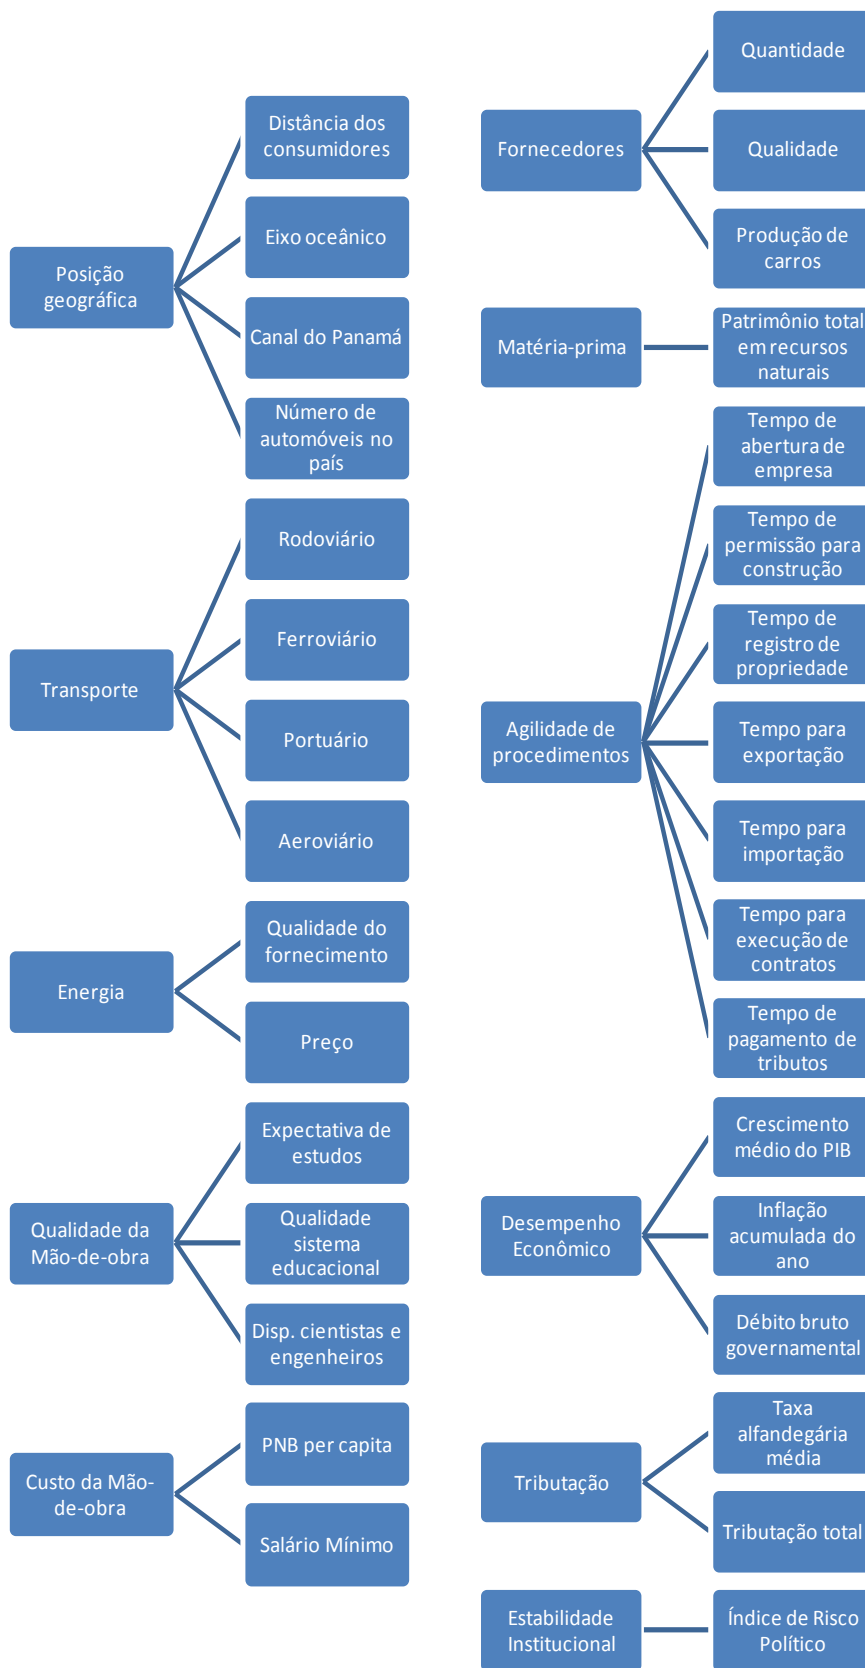 Posição
geográfica
Distância dos
consumidores
Eixo oceânico
Canal do Panamá
Número de
automóveis no
país
Transporte
Rodoviário
Ferroviário
Portuário
Aeroviário
Energia
Qualidade do
fornecimento
Preço
Qualidade da
Mão-de-obra
Expectativa de
estudos
Qualidade
sistema
educacional
Disp. cientistas e
engenheiros
Custo da Mão-
de-obra
PNB per capita
Salário Mínimo
Fornecedores
Quantidade
Qualidade
Produção de
carros
Matéria-prima
Patrimônio total
em recursos
naturais
Agilidade de
procedimentos
Tempo de
abertura de
empresa
Tempo de
permissão para
construção
Tempo de
registro de
propriedade
Tempo para
exportação
Tempo para
importação
Tempo para
execução de
contratos
Tempo de
pagamento de
tributos
Desempenho
Econômico
Crescimento
médio do PIB
Inflação
acumulada do
ano
Débito bruto
governamental
Tributação
Taxa
alfandegária
média
Tributação total
Estabilidade
Institucional
Índice de Risco
Político